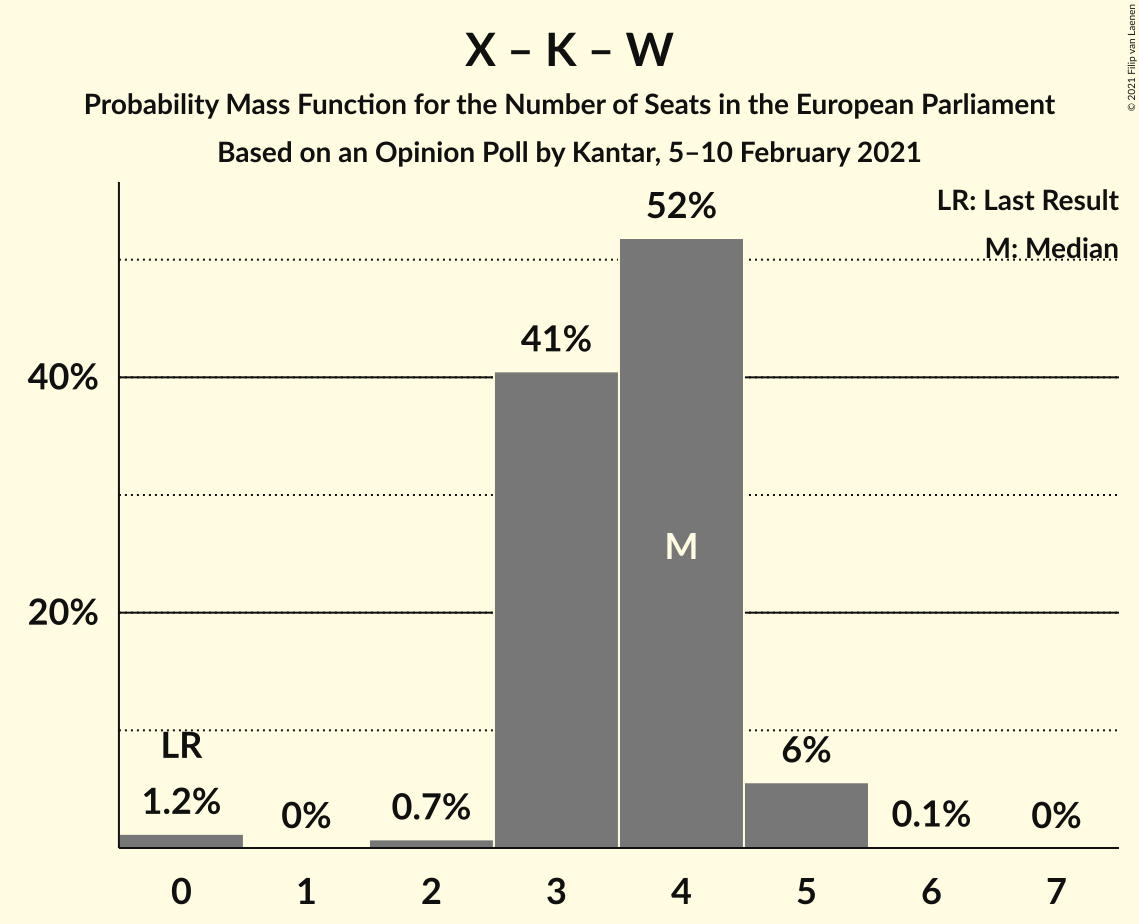 X – K – W
Probability Mass Function for the Number of Seats in the European Parliament
Based on an Opinion Poll by Kantar, 5–10 February 2021
© 2021 Filip van Laenen
LR: Last Result
M: Median
52%
41%
40%
M
20%
LR
1.2%
0%
0.7%
6%
0.1%
0%
0 1 2 3 4 5 6 7